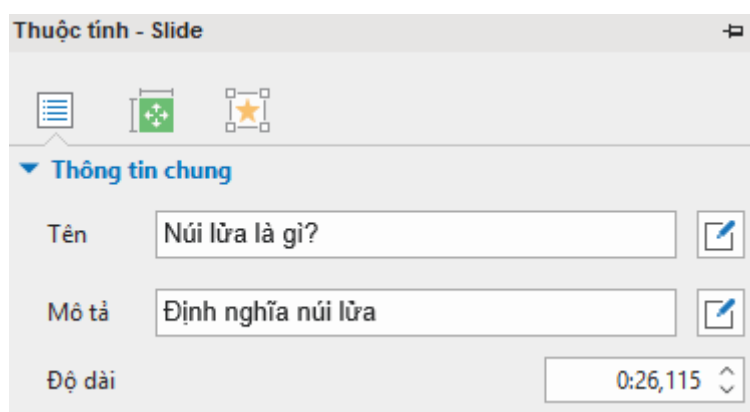 Thuộc tính - Slide
Thông tin chung
Tên Núi lửa là gì?
Mô tả Định nghĩa núi lửa
Độ dài 0:26,115